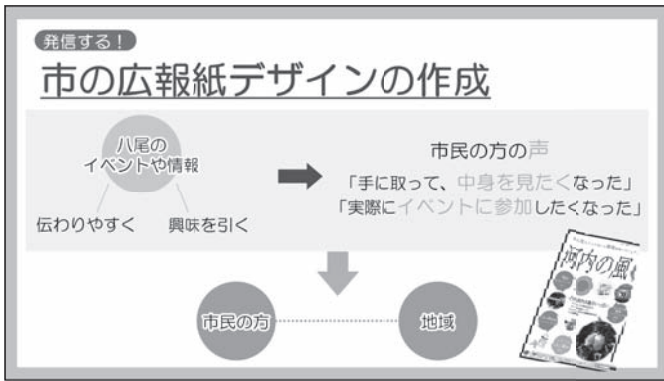 発信する！
市の広報紙デザインの作成
八尾の
イベントや情報
伝わりやすく
興味を引く
市民の方の声
「手に取って、中身を見たくなった」
「実際にイベントに参加したくなった」
市民の方
地域
河内の風